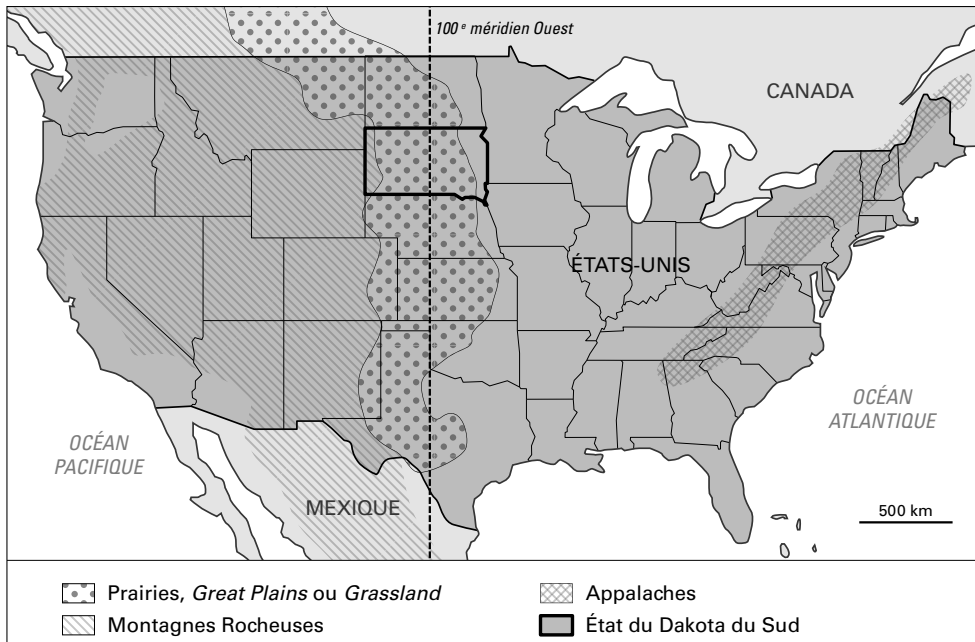 100e méridien Ouest
CANADA
ÉTATS-UNIS
OCÉAN
ATLANTIQUE
OCÉAN
PACIFIQUE
MEXIQUE
500 km
Prairies, Great Plains ou Grassland
Appalaches
Montagnes Rocheuses
État du Dakota du Sud